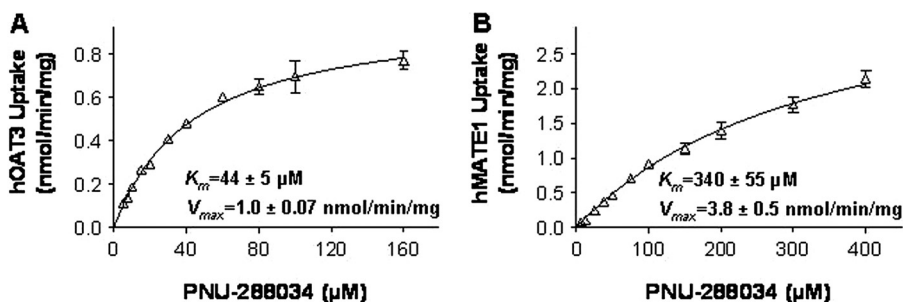 A
hOAT3 Uptake
(nmol/min/mg)
0.8
0.6
0.4
0.2
0.0
0
40
80
120
160
Km=44 ± 5 µM
Vmax=1.0 ± 0.07 nmol/min/mg
PNU-288034 (µM)
B
hMATE1 Uptake
(nmol/min/mg)
2.5
2.0
1.5
1.0
0.5
0.0
0
100
200
300
400
Km=340 ± 55 µM
Vmax=3.8 ± 0.5 nmol/min/mg
PNU-288034 (µM)